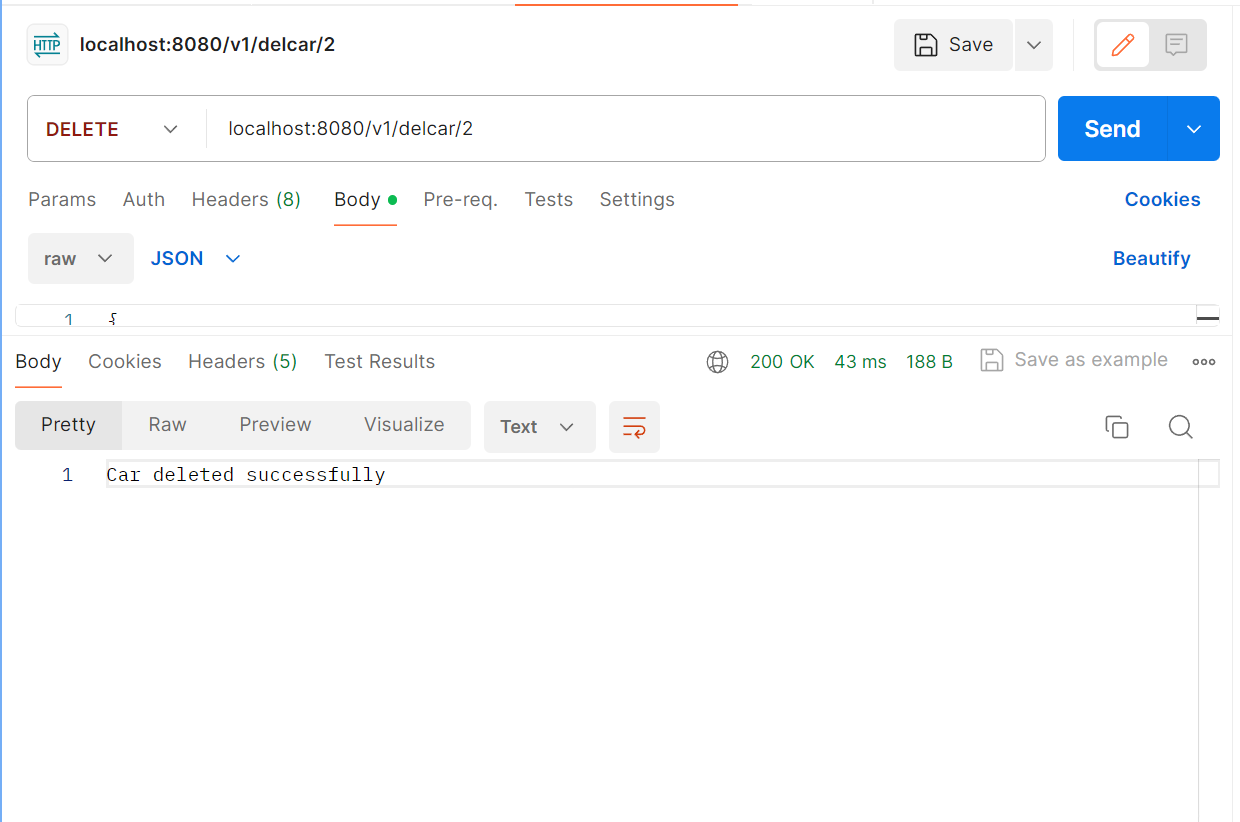 HTTP localhost:8080/v1/delcar/2 Save
DELETE localhost:8080/v1/delcar/2 Send
Params Auth Headers (8) Body Pre-req. Tests Settings Cookies
raw JSON Beautify
1 {
Body Cookies Headers (5) Test Results 200 OK 43 ms 188 B Save as example
Pretty Raw Preview Visualize Text
1 Car deleted successfully